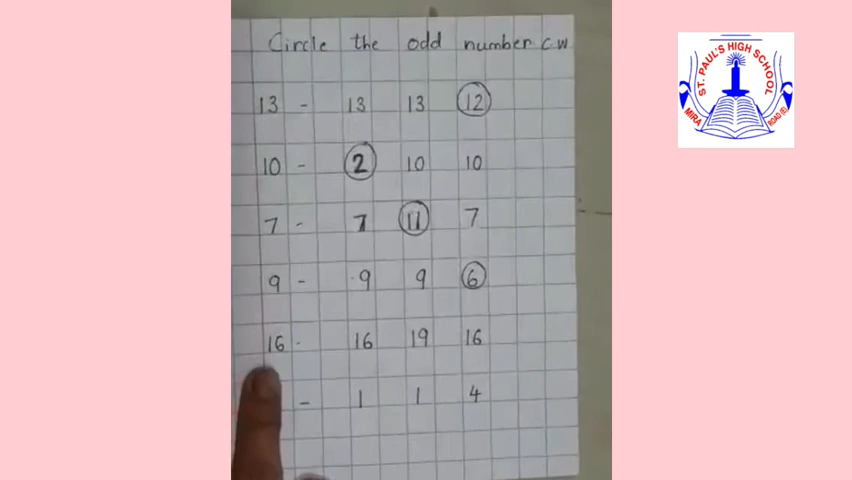 Circle the odd number C.W
13 - 13 13 12
10 - 2 10 10
7 - 7 11 7
9 - 9 9 6
16 - 16 19 16
- 1 1 4
ST. PAUL'S HIGH SCHOOL
MIRA ROAD (E)